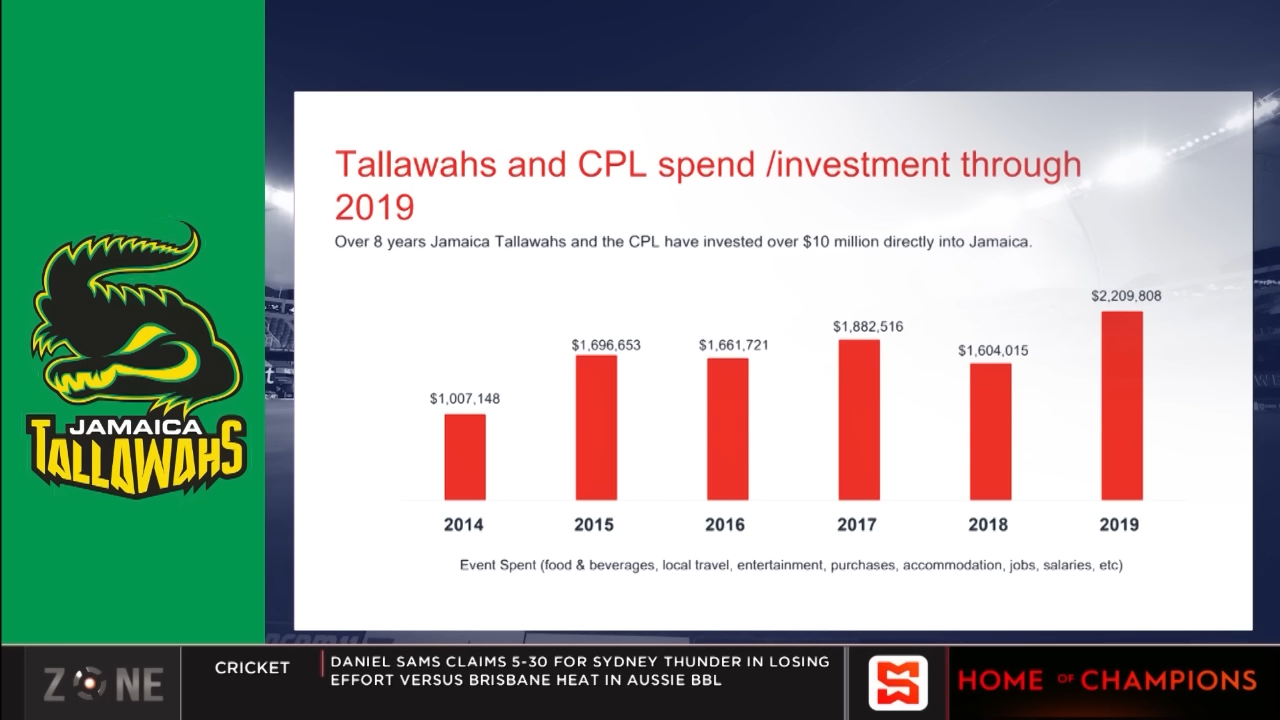 Tallawahs and CPL spend /investment through
2019
Over 8 years Jamaica Tallawahs and the CPL have invested over $10 million directly into Jamaica.
$1,007,148
$1,696,653
$1,661,721
$1,882,516
$1,604,015
$2,209,808
2014
2015
2016
2017
2018
2019
Event Spent (food & beverages, local travel, entertainment, purchases, accommodation, jobs, salaries, etc)
JAMAICA
TALLAWAHS
ZONE
CRICKET
DANIEL SAMS CLAIMS 5-30 FOR SYDNEY THUNDER IN LOSING
EFFORT VERSUS BRISBANE HEAT IN AUSSIE BBL
HOME OF CHAMPIONS